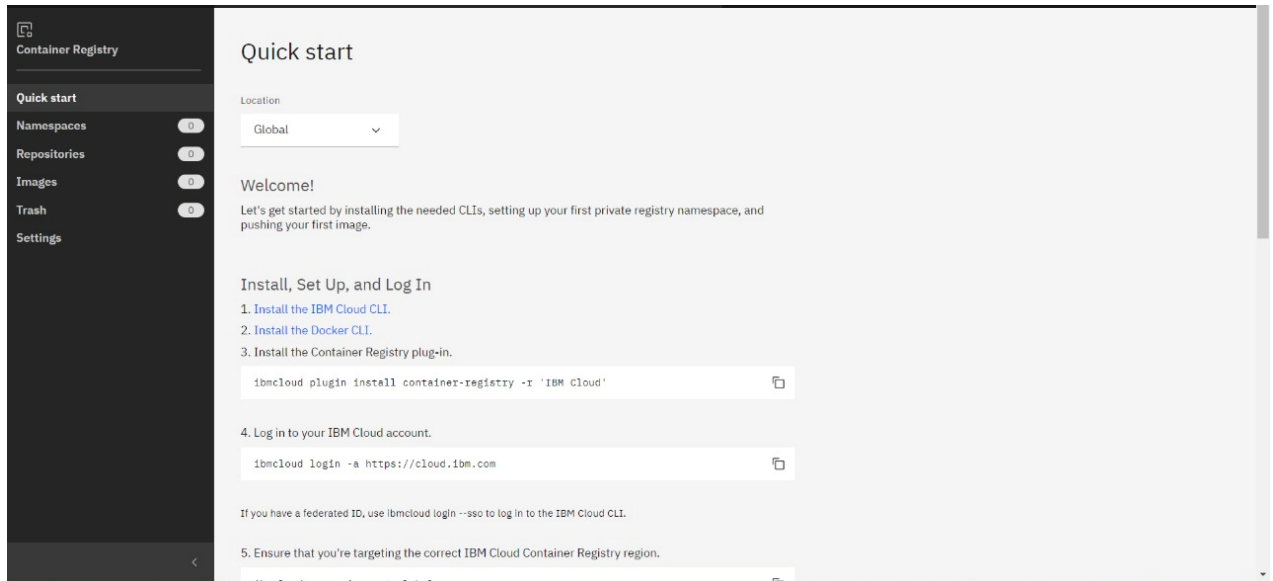 Container Registry
Quick start
Namespaces 0
Repositories 0
Images 0
Trash 0
Settings
Quick start
Location
Global
Welcome!
Let's get started by installing the needed CLIs, setting up your first private registry namespace, and
pushing your first image.
Install, Set Up, and Log In
1. Install the IBM Cloud CLI.
2. Install the Docker CLI.
3. Install the Container Registry plug-in.
ibmcloud plugin install container-registry -r 'IBM Cloud'
4. Log in to your IBM Cloud account.
ibmcloud login -a https://cloud.ibm.com
If you have a federated ID, use ibmcloud login --sso to log in to the IBM Cloud CLI.
5. Ensure that you're targeting the correct IBM Cloud Container Registry region.